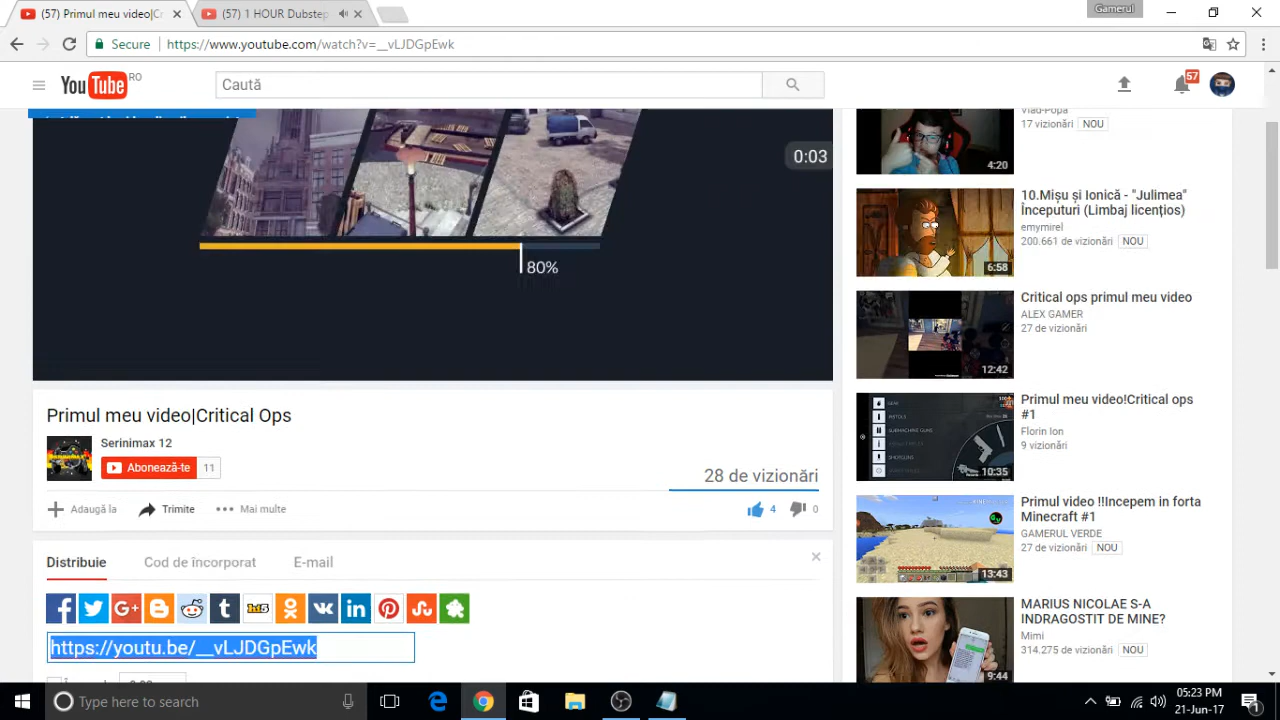 (57) Primul meu video!Cr
(57) 1 HOUR Dubstep
Gamerul
Secure
https://www.youtube.com/watch?v=__vLJDGpEwk
YouTube RO
Caută
57
0:03
80%
Primul meu video!Critical Ops
Serinimax 12
Abonează-te 11
28 de vizionări
Adaugă la
Trimite
Mai multe
4
0
Distribuie
Cod de încorporat
E-mail
https://youtu.be/__vLJDGpEwk
Vlad-Popa
17 vizionări NOU
4:20
10.Mișu și Ionică - "Julimea"
Începuturi (Limbaj licențios)
emymirel
200.661 de vizionări NOU
6:58
Critical ops primul meu video
ALEX GAMER
27 de vizionări
12:42
Primul meu video!Critical ops
#1
Florin Ion
9 vizionări
10:35
Primul video !!Incepem in forta
Minecraft #1
GAMERUL VERDE
27 de vizionări NOU
13:43
MARIUS NICOLAE S-A
INDRAGOSTIT DE MINE?
Mimi
314.275 de vizionări NOU
9:44
Type here to search
05:23 PM
21-Jun-17
1